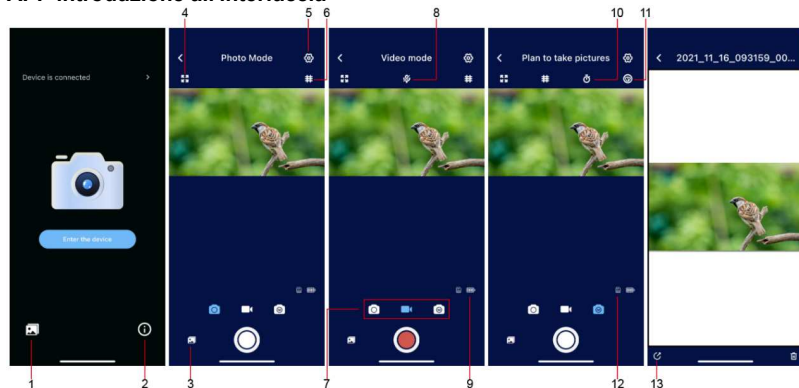 4
5
6
8
10
11
Device is connected
Photo Mode
Video mode
Plan to take pictures
2021_11_16_093159_00...
Enter the device
1
2
3
7
9
12
13